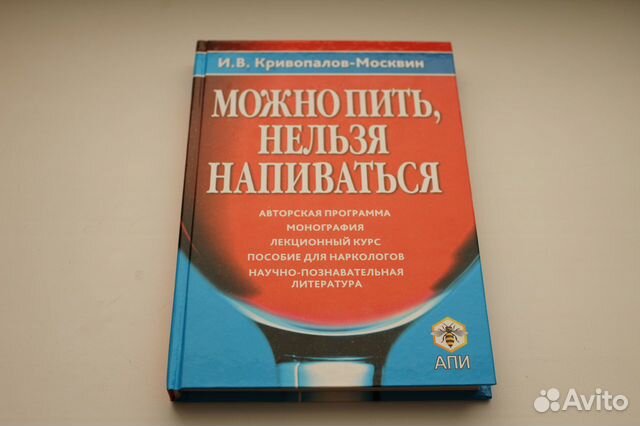 И.В. Кривопалов-Москвин
МОЖНО ПИТЬ,
НЕЛЬЗЯ
НАПИВАТЬСЯ
АВТОРСКАЯ ПРОГРАММА
МОНОГРАФИЯ
ЛЕКЦИОННЫЙ КУРС
ПОСОБИЕ ДЛЯ НАРКОЛОГОВ
НАУЧНО-ПОЗНАВАТЕЛЬНАЯ
ЛИТЕРАТУРА
АПИ
Avito